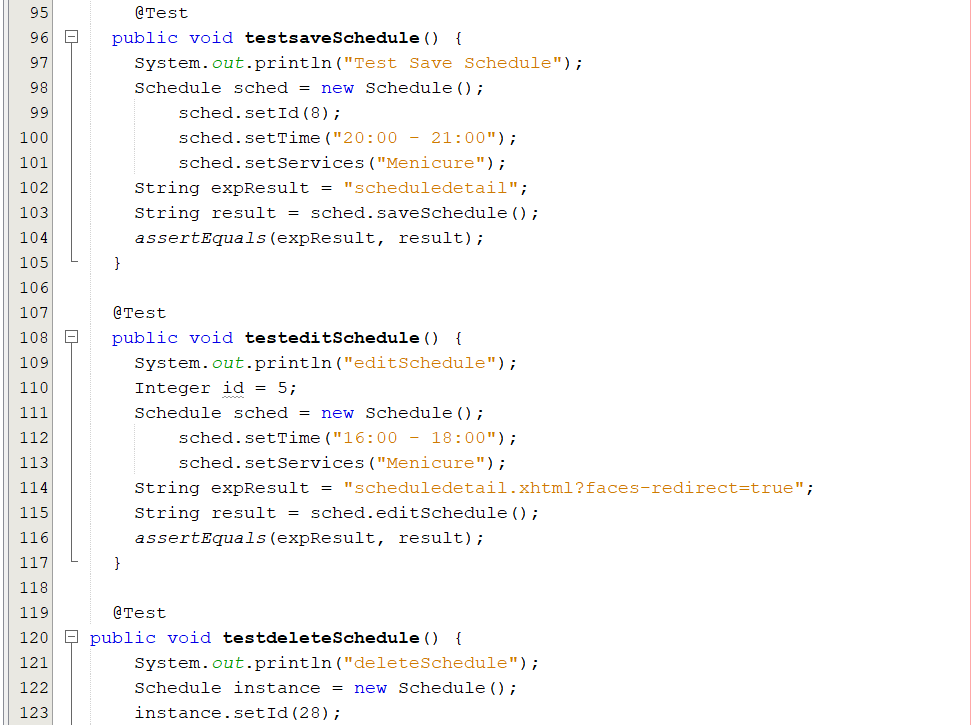 95 @Test
96 public void testsaveSchedule() {
97 System.out.println("Test Save Schedule");
98 Schedule sched = new Schedule();
99 sched.setId(8);
100 sched.setTime("20:00 - 21:00");
101 sched.setServices("Menicure");
102 String expResult = "scheduledetail";
103 String result = sched.saveSchedule();
104 assertEquals(expResult, result);
105 }
106
107 @Test
108 public void testeditSchedule() {
109 System.out.println("editSchedule");
110 Integer id = 5;
111 Schedule sched = new Schedule();
112 sched.setTime("16:00 - 18:00");
113 sched.setServices("Menicure");
114 String expResult = "scheduledetail.xhtml?faces-redirect=true";
115 String result = sched.editSchedule();
116 assertEquals(expResult, result);
117 }
118
119 @Test
120 public void testdeleteSchedule() {
121 System.out.println("deleteSchedule");
122 Schedule instance = new Schedule();
123 instance.setId(28);